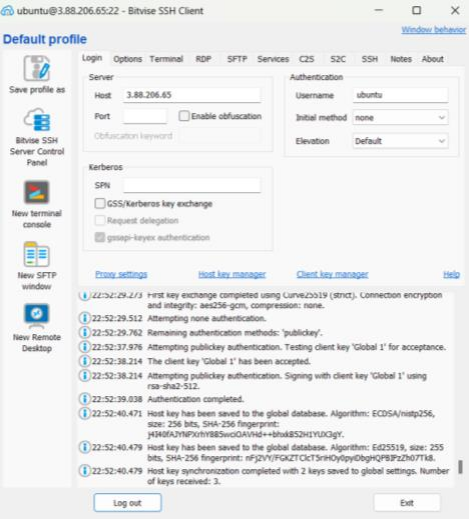 ubuntu@3.88.206.65:22 - Bitvise SSH Client
Window behavior
Default profile
Save profile as
Bitvise SSH
Server Control
Panel
New terminal
console
New SFTP
window
New Remote
Desktop
Login Options Terminal RDP SFTP Services C2S S2C SSH Notes About
Server
Host 3.88.206.65
Port Enable obfuscation
Obfuscation keyword
Authentication
Username ubuntu
Initial method none
Elevation Default
Kerberos
SPN
GSS/Kerberos key exchange
Request delegation
gssapi-keyex authentication
Proxy settings Host key manager Client key manager Help
22:52:29.273 First key exchange completed using Curve25519 (strict). Connection encryption
and integrity: aes256-gcm, compression: none.
22:52:29.512 Attempting none authentication.
22:52:29.762 Remaining authentication methods: 'publickey'.
22:52:37.976 Attempting publickey authentication. Testing client key 'Global 1' for acceptance.
22:52:38.214 The client key 'Global 1' has been accepted.
22:52:38.214 Attempting publickey authentication. Signing with client key 'Global 1' using
rsa-sha2-512.
22:52:39.038 Authentication completed.
22:52:40.471 Host key has been saved to the global database. Algorithm: ECDSA/nistp256,
size: 256 bits, SHA-256 fingerprint:
22:52:40.479 Host key has been saved to the global database. Algorithm: Ed25519, size: 255
bits, SHA-256 fingerprint:
22:52:40.479 Host key synchronization completed with 2 keys saved to global settings. Number
of keys received: 3.
Log out Exit